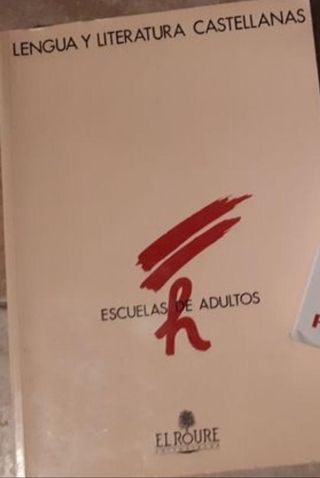 LENGUA Y LITERATURA CASTELLANAS
ESCUELAS DE ADULTOS
h
EL ROURE